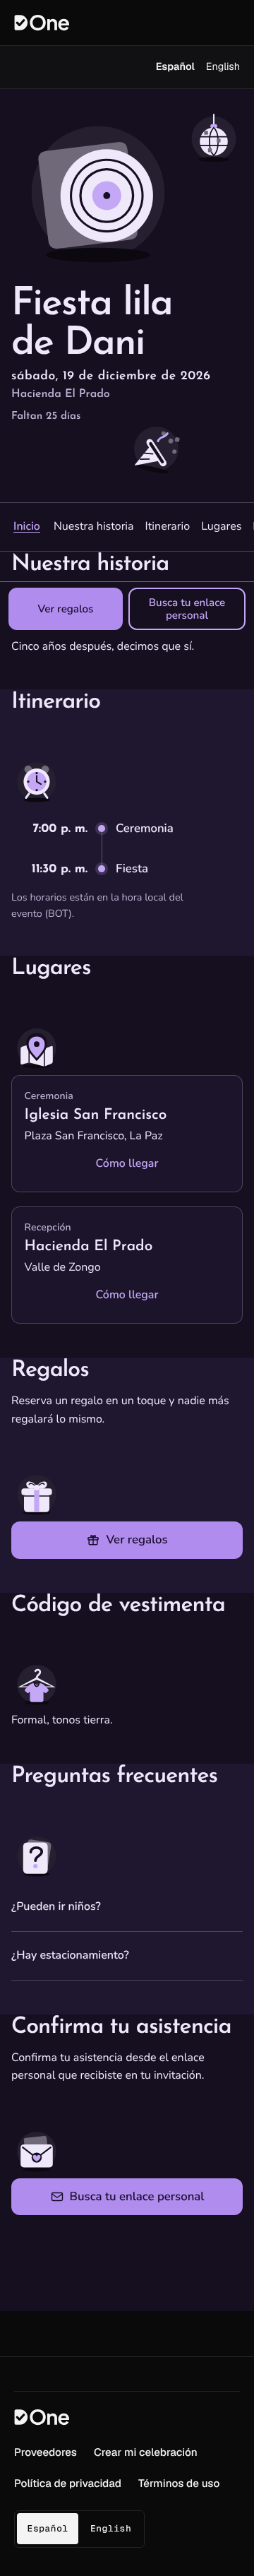 One
Español English
Fiesta lila
de Dani
sábado, 19 de diciembre de 2026
Hacienda El Prado
Faltan 25 días
Inicio Nuestra historia Itinerario Lugares
Nuestra historia
Ver regalos
Busca tu enlace
personal
Cinco años después, decimos que sí.
Itinerario
7:00 p. m. Ceremonia
11:30 p. m. Fiesta
Los horarios están en la hora local del
evento (BOT).
Lugares
Ceremonia
Iglesia San Francisco
Plaza San Francisco, La Paz
Cómo llegar
Recepción
Hacienda El Prado
Valle de Zongo
Cómo llegar
Regalos
Reserva un regalo en un toque y nadie más
regalará lo mismo.
Ver regalos
Código de vestimenta
Formal, tonos tierra.
Preguntas frecuentes
?
¿Pueden ir niños?
¿Hay estacionamiento?
Confirma tu asistencia
Confirma tu asistencia desde el enlace
personal que recibiste en tu invitación.
Busca tu enlace personal
One
Proveedores Crear mi celebración
Política de privacidad Términos de uso
Español English